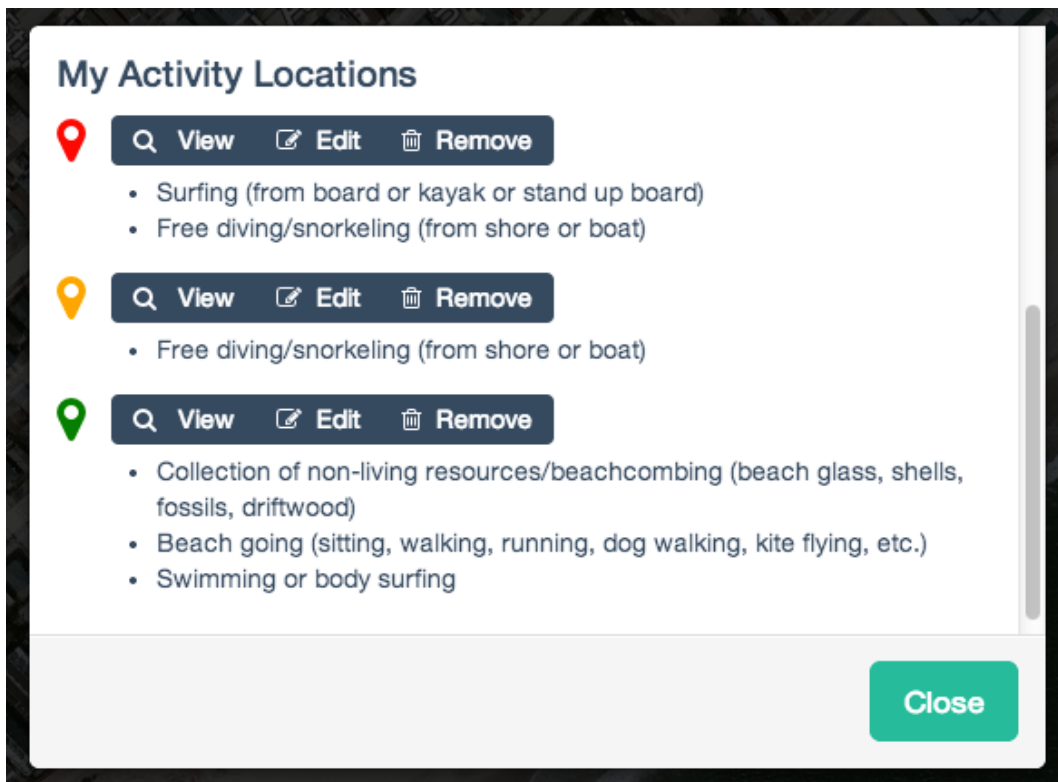 My Activity Locations
View Edit Remove
• Surfing (from board or kayak or stand up board)
• Free diving/snorkeling (from shore or boat)
View Edit Remove
• Free diving/snorkeling (from shore or boat)
View Edit Remove
• Collection of non-living resources/beachcombing (beach glass, shells,
fossils, driftwood)
• Beach going (sitting, walking, running, dog walking, kite flying, etc.)
• Swimming or body surfing
Close